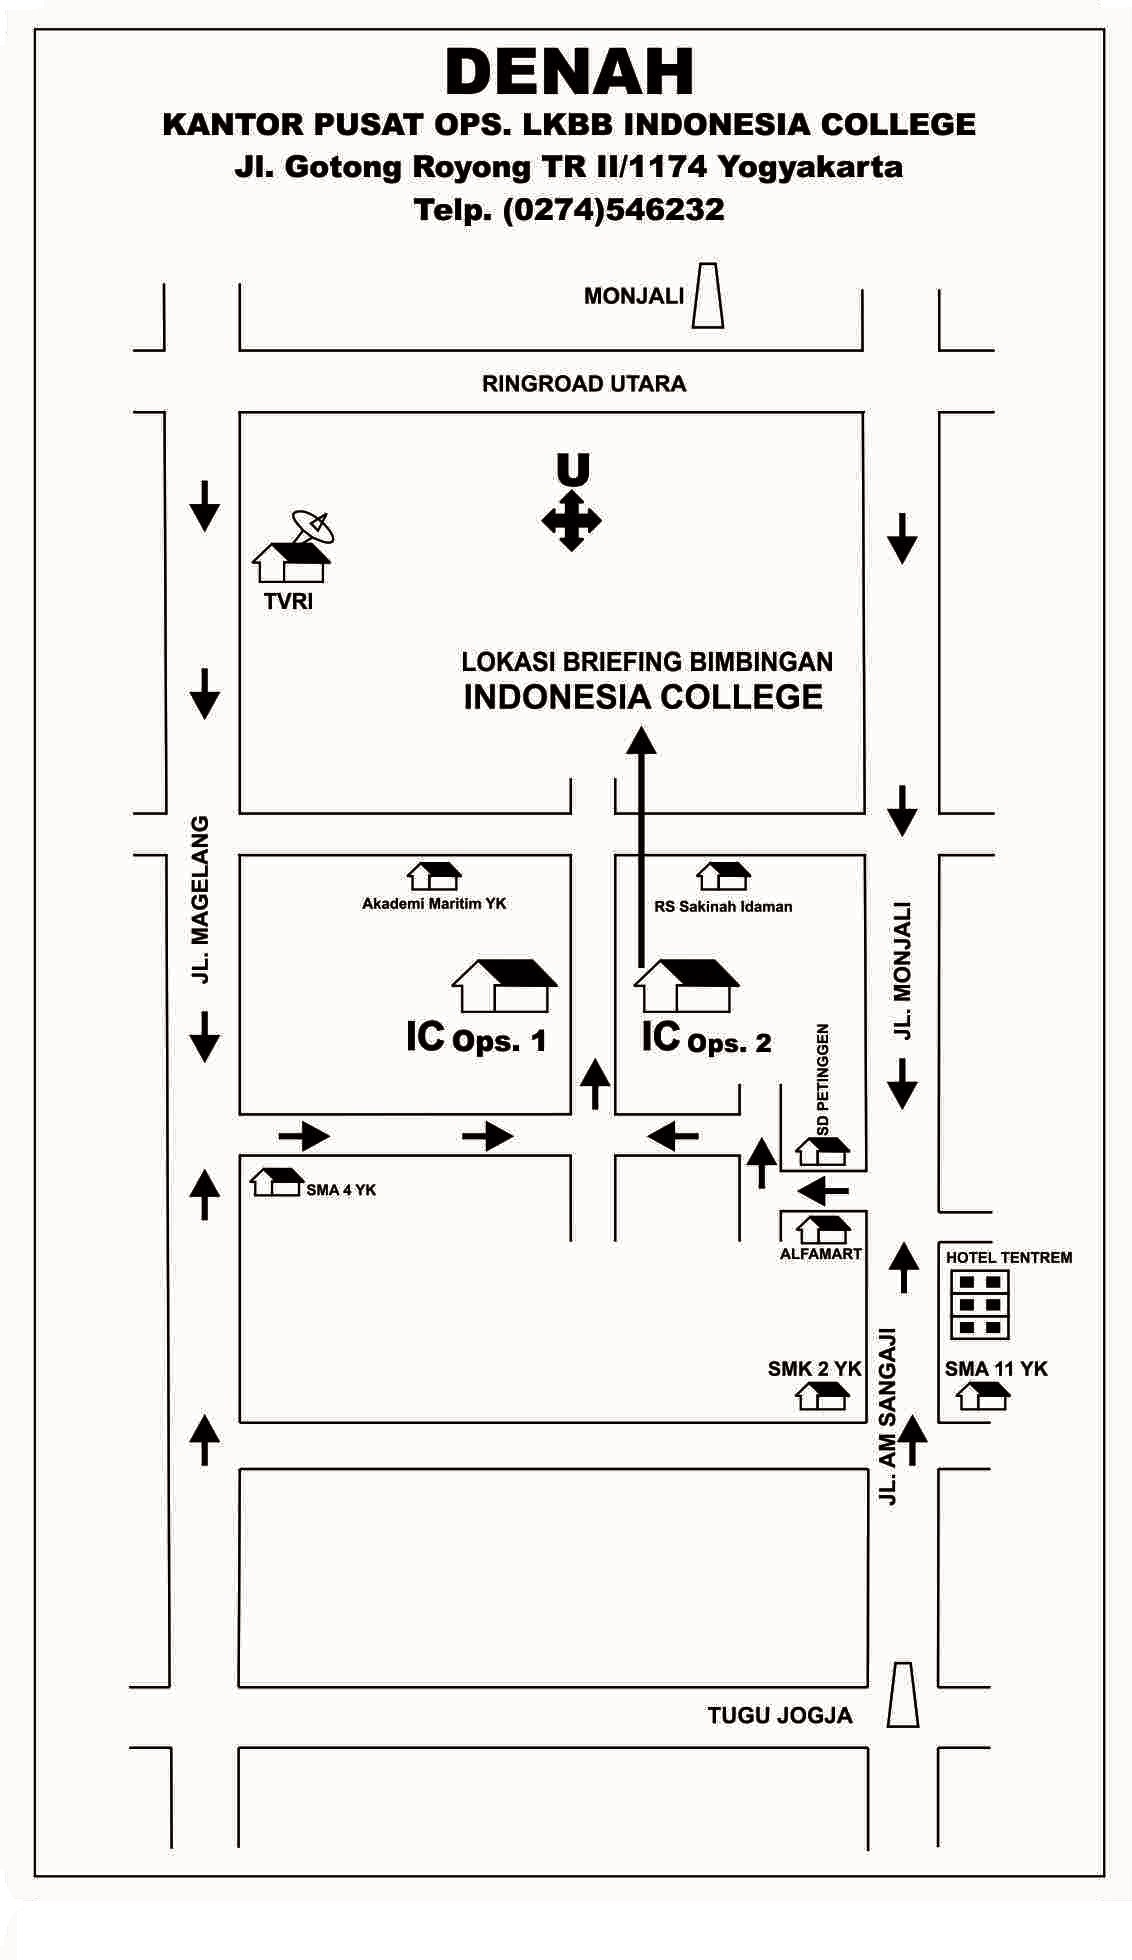 DENAH
KANTOR PUSAT OPS. LKBB INDONESIA COLLEGE
Jl. Gotong Royong TR II/1174 Yogyakarta
Telp. (0274)546232
MONJALI
RINGROAD UTARA
U
TVRI
LOKASI BRIEFING BIMBINGAN
INDONESIA COLLEGE
JL. MAGELANG
Akademi Maritim YK
RS Sakinah Idaman
JL. MONJALI
IC Ops. 1
IC Ops. 2
SD PETINGGEN
SMA 4 YK
ALFAMART
HOTEL TENTREM
SMK 2 YK
SMA 11 YK
JL. AM SANGAJI
TUGU JOGJA